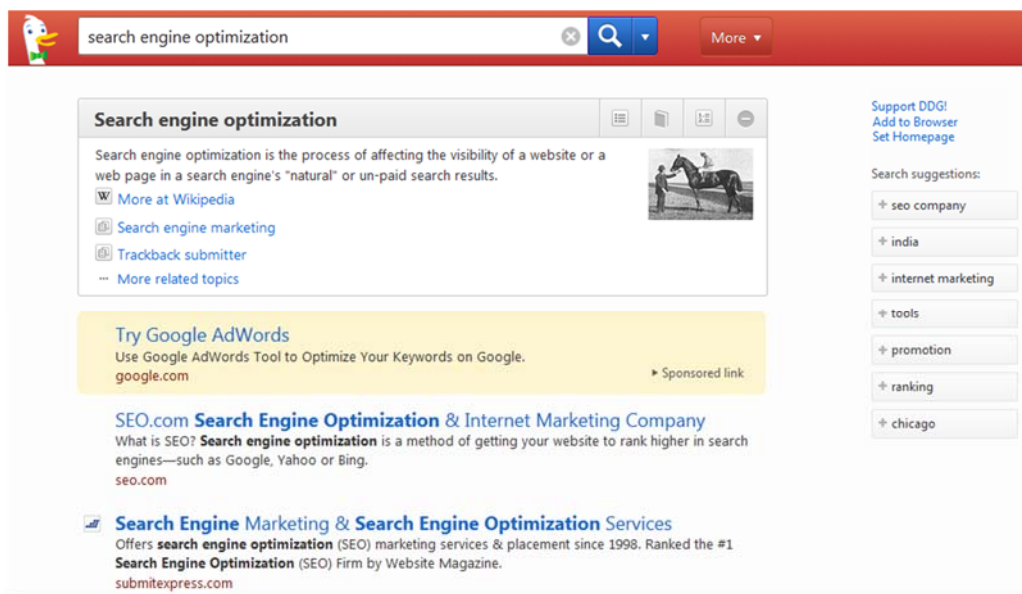 search engine optimization
More
Search engine optimization
Search engine optimization is the process of affecting the visibility of a website or a
web page in a search engine's "natural" or un-paid search results.
W More at Wikipedia
Search engine marketing
Trackback submitter
More related topics
Try Google AdWords
Use Google AdWords Tool to Optimize Your Keywords on Google.
google.com
Sponsored link
SEO.com Search Engine Optimization & Internet Marketing Company
What is SEO? Search engine optimization is a method of getting your website to rank higher in search
engines—such as Google, Yahoo or Bing.
seo.com
Search Engine Marketing & Search Engine Optimization Services
Offers search engine optimization (SEO) marketing services & placement since 1998. Ranked the #1
Search Engine Optimization (SEO) Firm by Website Magazine.
submitexpress.com
Support DDG!
Add to Browser
Set Homepage
Search suggestions:
+ seo company
+ india
+ internet marketing
+ tools
+ promotion
+ ranking
+ chicago